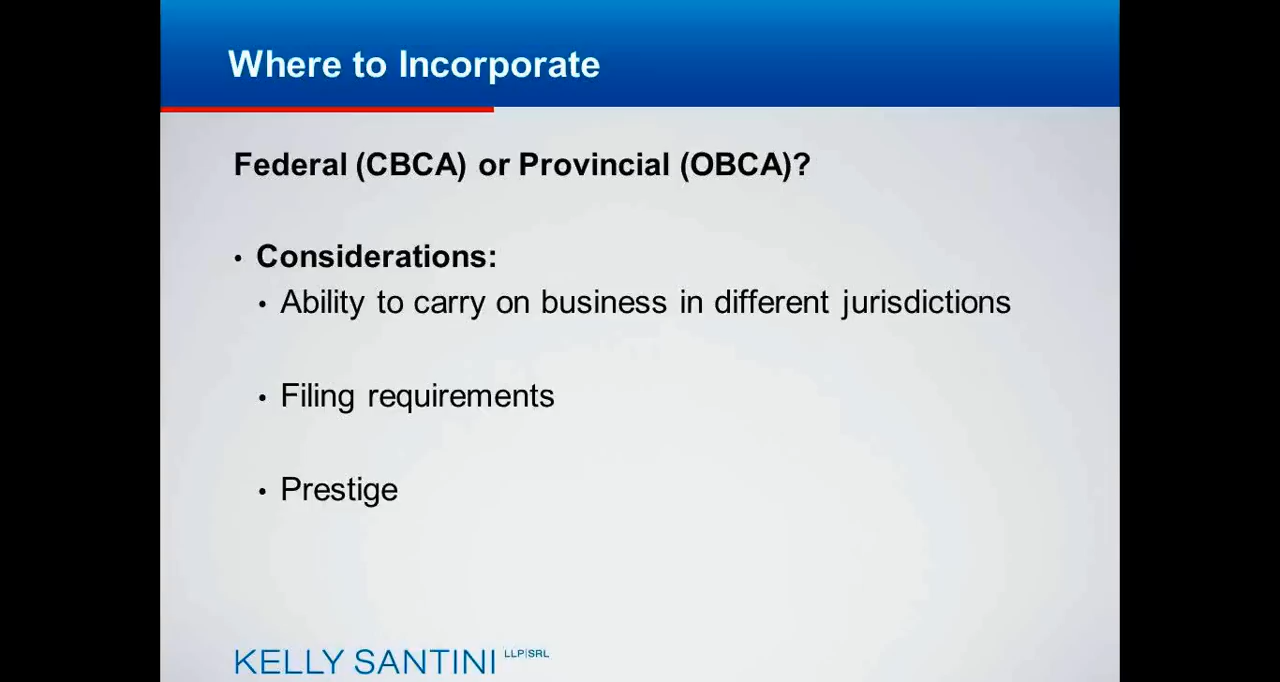 Where to Incorporate
Federal (CBCA) or Provincial (OBCA)?
• Considerations:
• Ability to carry on business in different jurisdictions
• Filing requirements
• Prestige
KELLY SANTINI LLP|SRL